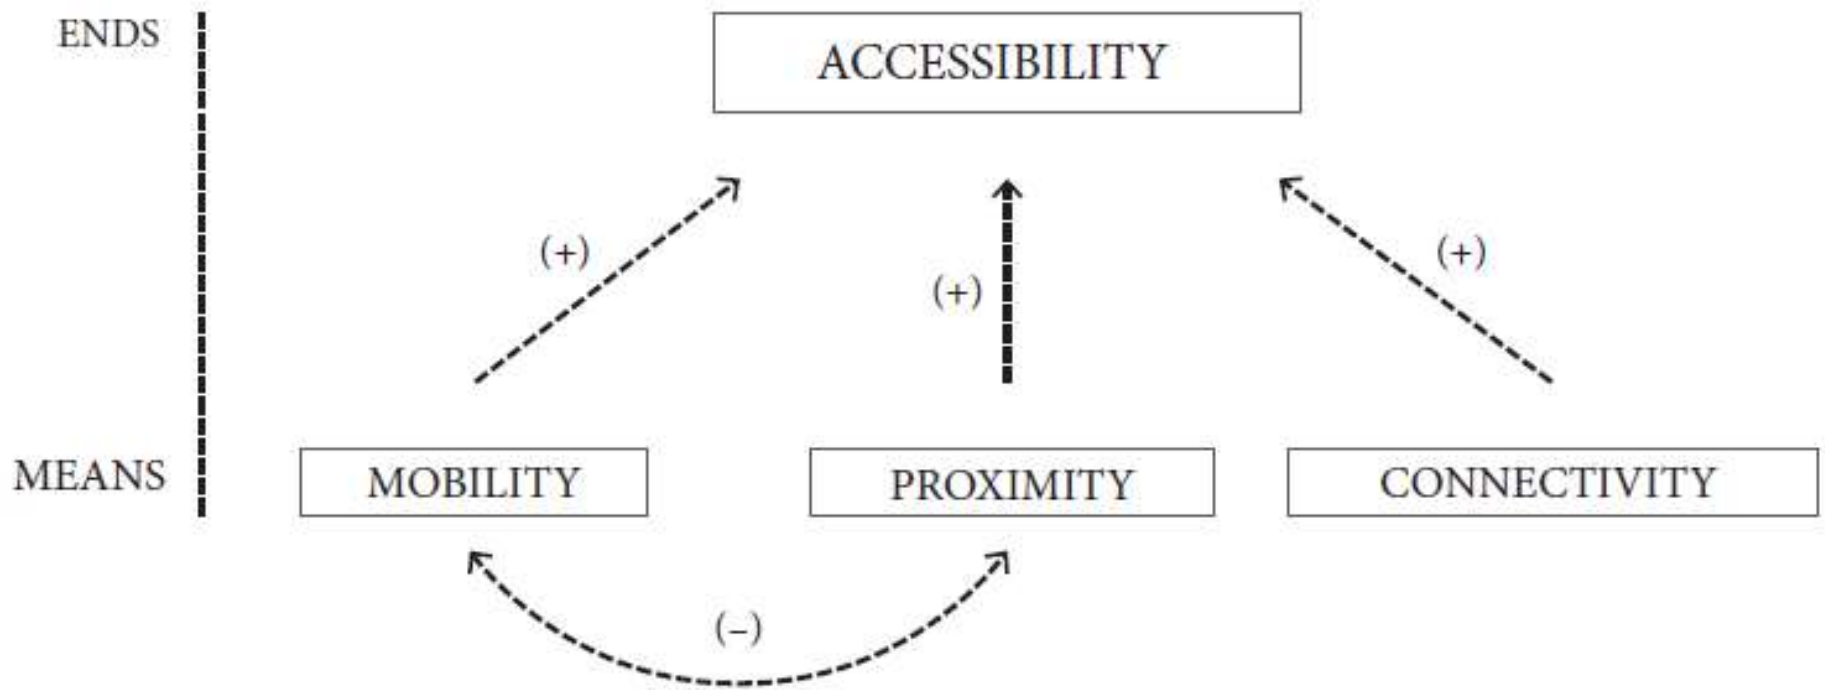 ENDS
ACCESSIBILITY
(+)
(+)
(+)
MEANS
MOBILITY
PROXIMITY
CONNECTIVITY
(–)